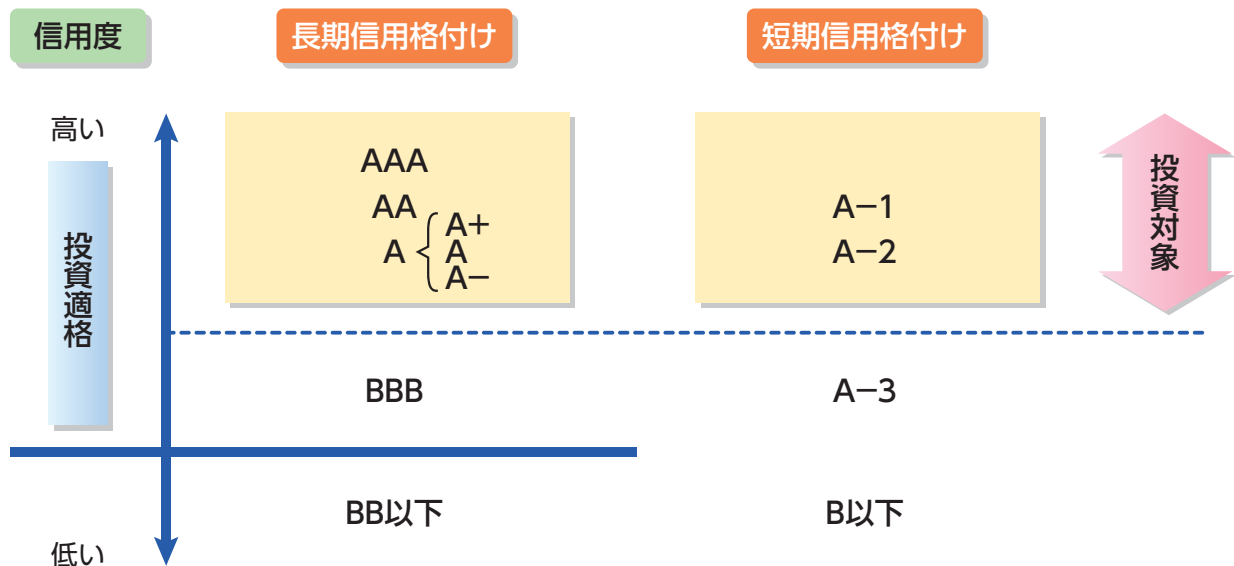 信用度
長期信用格付け
短期信用格付け
高い
投資適格
低い
AAA
AA
A
A+
A
A−
BBB
BB以下
A−1
A−2
A−3
B以下
投資対象